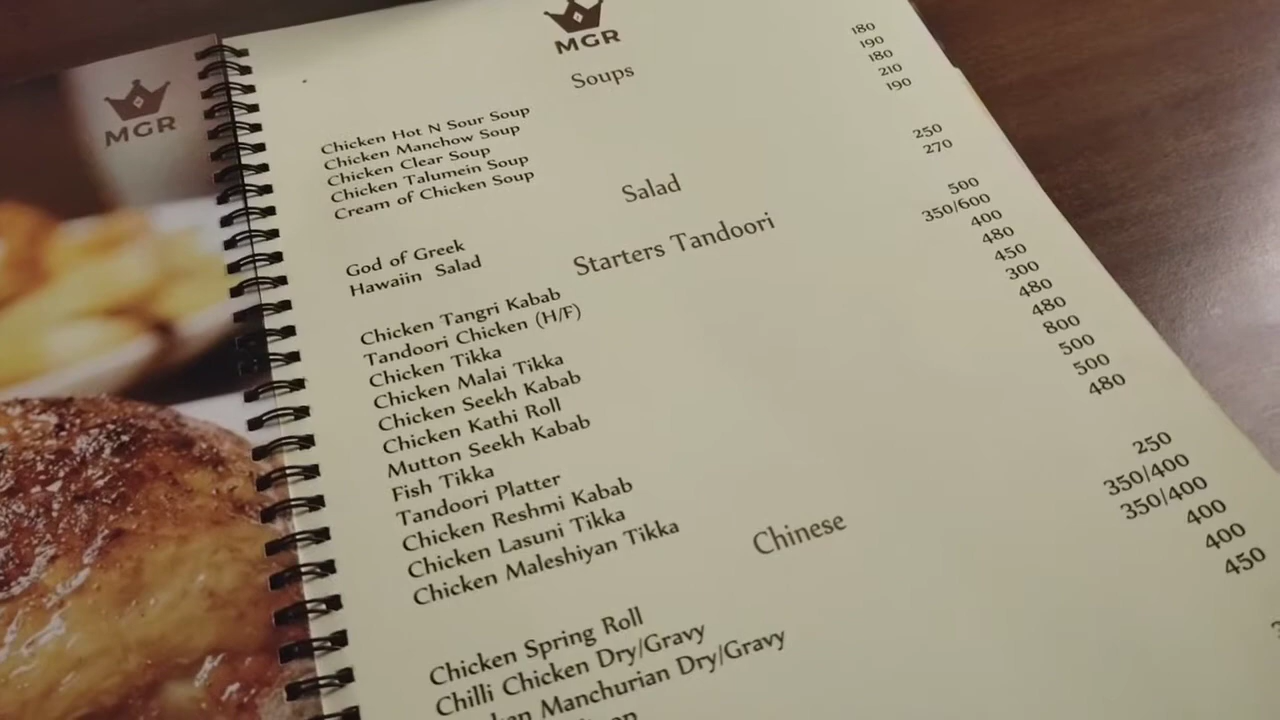 MGR
MGR
Soups
Chicken Hot N Sour Soup 180
Chicken Manchow Soup 190
Chicken Clear Soup 180
Chicken Talumein Soup 210
Cream of Chicken Soup 190
Salad
God of Greek 250
Hawaiin Salad 270
Starters Tandoori
Chicken Tangri Kabab 500
Tandoori Chicken (H/F) 350/600
Chicken Tikka 400
Chicken Malai Tikka 480
Chicken Seekh Kabab 450
Chicken Kathi Roll 300
Mutton Seekh Kabab 480
Fish Tikka 480
Tandoori Platter 800
Chicken Reshmi Kabab 500
Chicken Lasuni Tikka 500
Chicken Maleshiyan Tikka 480
Chinese
Chicken Spring Roll 250
Chilli Chicken Dry/Gravy 350/400
Manchurian Dry/Gravy 350/400
400
400
450